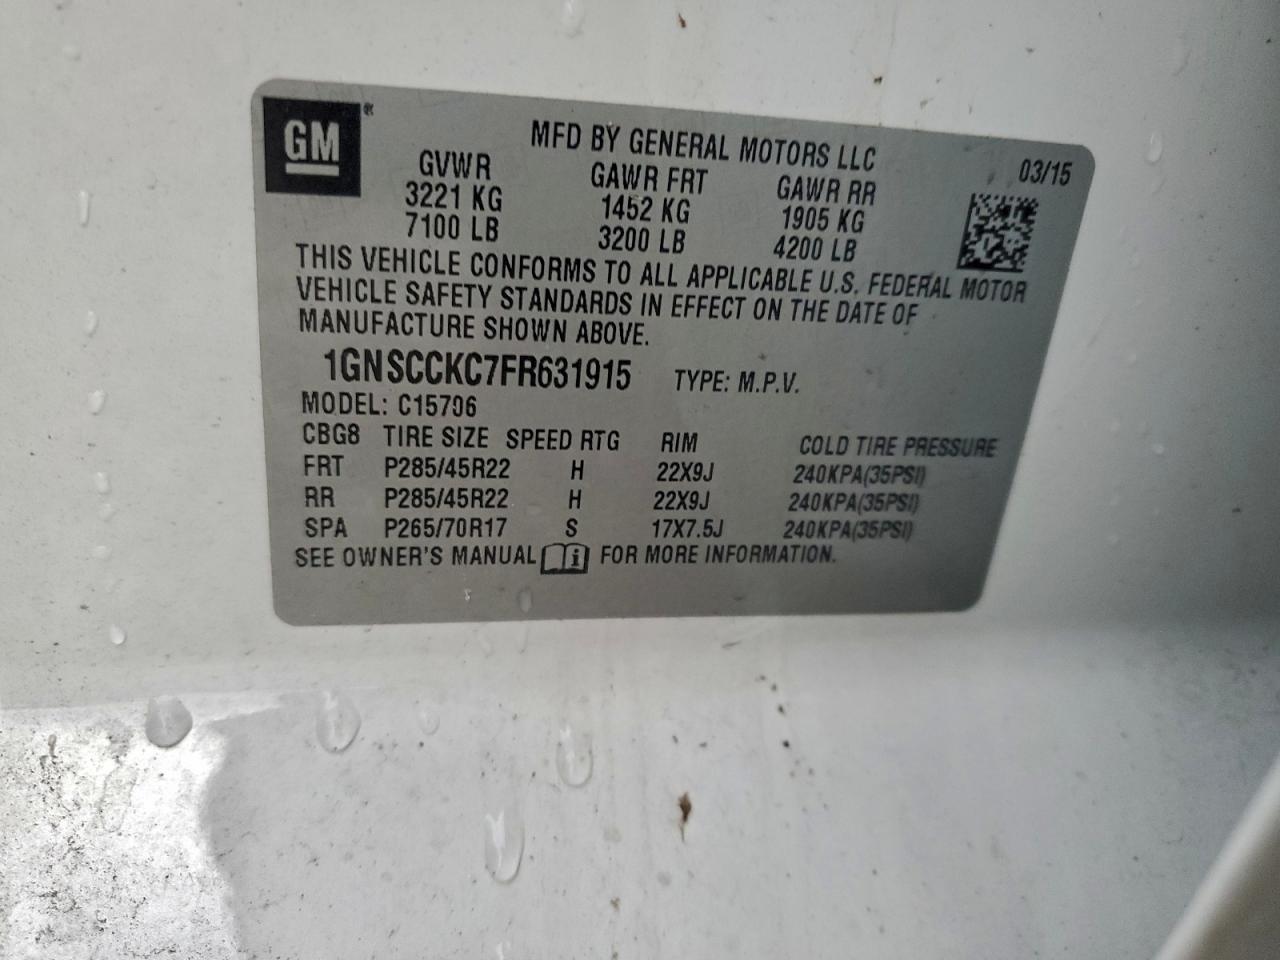 GM ®
MFD BY GENERAL MOTORS LLC
03/15
GVWR GAWR FRT GAWR RR
3221 KG 1452 KG 1905 KG
7100 LB 3200 LB 4200 LB
THIS VEHICLE CONFORMS TO ALL APPLICABLE U.S. FEDERAL MOTOR
VEHICLE SAFETY STANDARDS IN EFFECT ON THE DATE OF
MANUFACTURE SHOWN ABOVE.
1GNSCCKC7FR631915 TYPE: M.P.V.
MODEL: C15706
CBG8 TIRE SIZE SPEED RTG RIM COLD TIRE PRESSURE
FRT P285/45R22 H 22X9J 240KPA(35PSI)
RR P285/45R22 H 22X9J 240KPA(35PSI)
SPA P265/70R17 S 17X7.5J 240KPA(35PSI)
SEE OWNER'S MANUAL i FOR MORE INFORMATION.